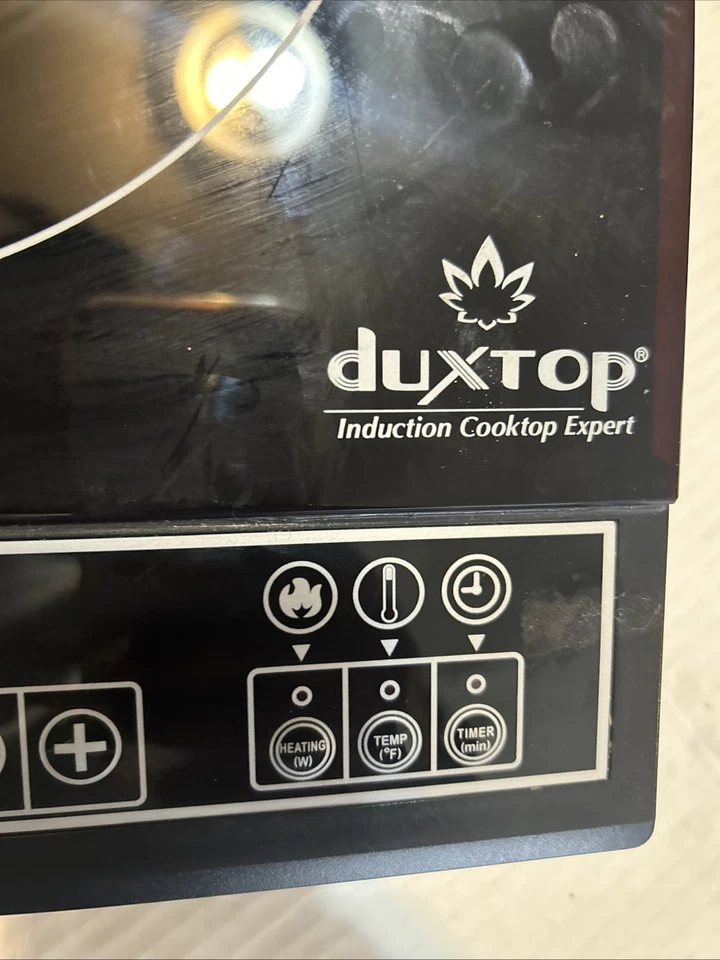 duxtop®
Induction Cooktop Expert
HEATING
(W)
TEMP
(°F)
TIMER
(min)